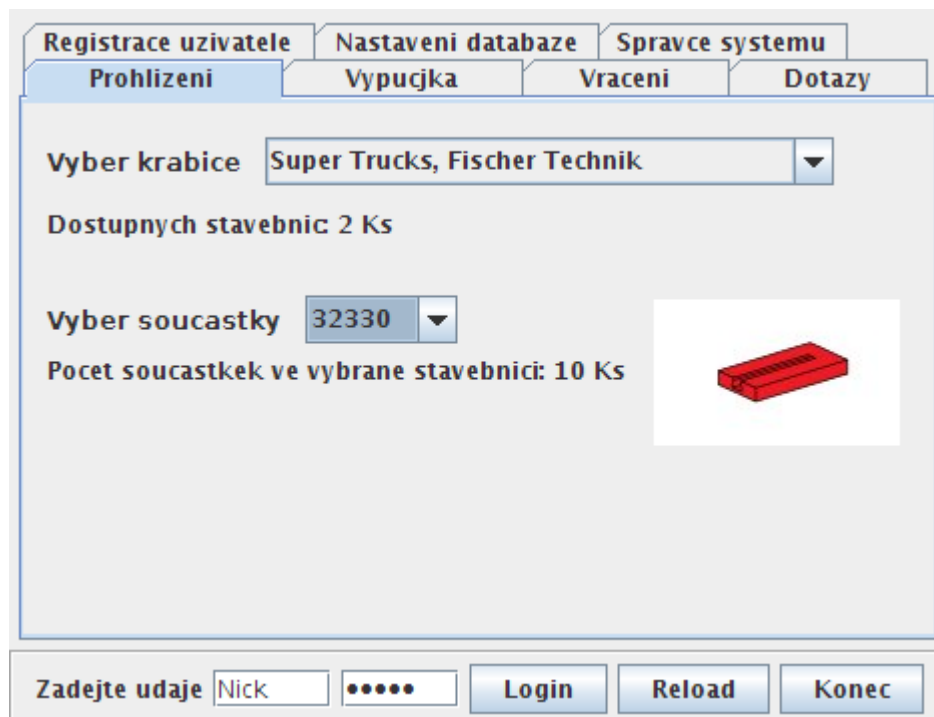 Registrace uzivatele Nastaveni databaze Spravce systemu
Prohlizeni Vypucjka Vraceni Dotazy
Vyber krabice Super Trucks, Fischer Technik
Dostupnych stavebnic: 2 Ks
Vyber soucastky 32330
Pocet soucastkek ve vybrane stavebnici: 10 Ks
Zadejte udaje Nick ••••• Login Reload Konec